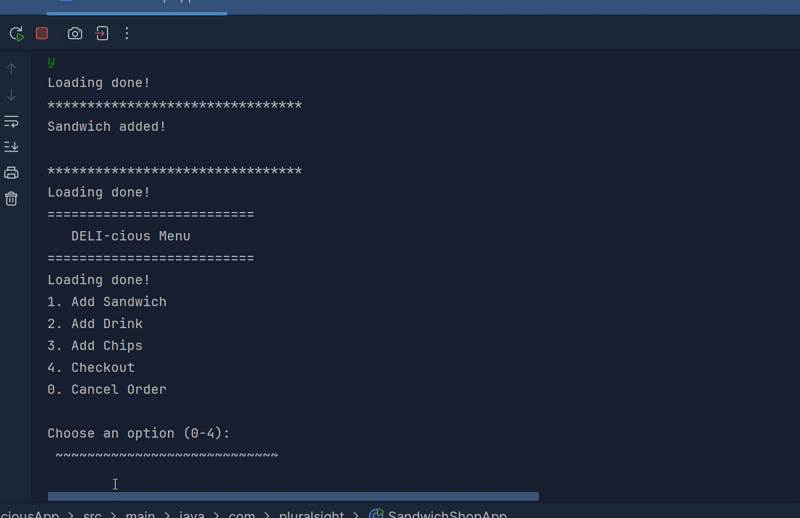 y
Loading done!
********************************
Sandwich added!
********************************
Loading done!
==========================
DELI-cious Menu
==========================
Loading done!
1. Add Sandwich
2. Add Drink
3. Add Chips
4. Checkout
0. Cancel Order
Choose an option (0-4):
~~~~~~~~~~~~~~~~~~~~~~~~~~~~
ciousApp > src > main > java > com > pluralsight > SandwichShopApp